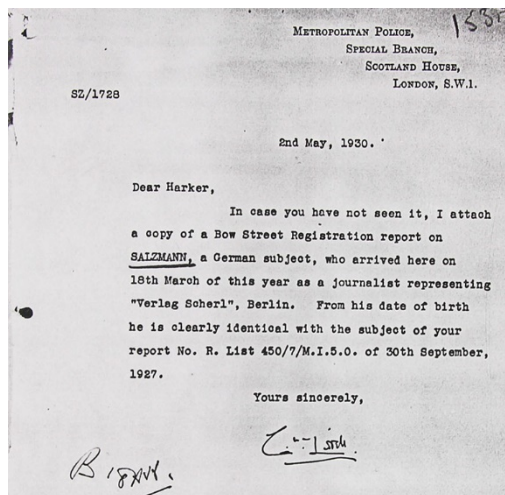 METROPOLITAN POLICE,
SPECIAL BRANCH,
SCOTLAND HOUSE,
LONDON, S.W.1.
SZ/1728
2nd May, 1930.
Dear Harker,
In case you have not seen it, I attach
a copy of a Bow Street Registration report on
SALZMANN, a German subject, who arrived here on
18th March of this year as a journalist representing
"Verlag Scherl", Berlin. From his date of birth
he is clearly identical with the subject of your
report No. R. List 450/7/M.I.5.O. of 30th September,
1927.
Yours sincerely,